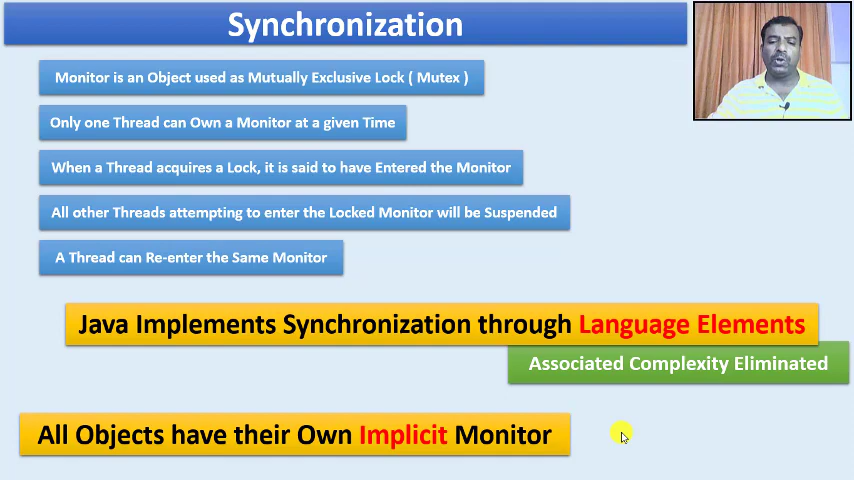 Synchronization
Monitor is an Object used as Mutually Exclusive Lock ( Mutex )
Only one Thread can Own a Monitor at a given Time
When a Thread acquires a Lock, it is said to have Entered the Monitor
All other Threads attempting to enter the Locked Monitor will be Suspended
A Thread can Re-enter the Same Monitor
Java Implements Synchronization through Language Elements
Associated Complexity Eliminated
All Objects have their Own Implicit Monitor